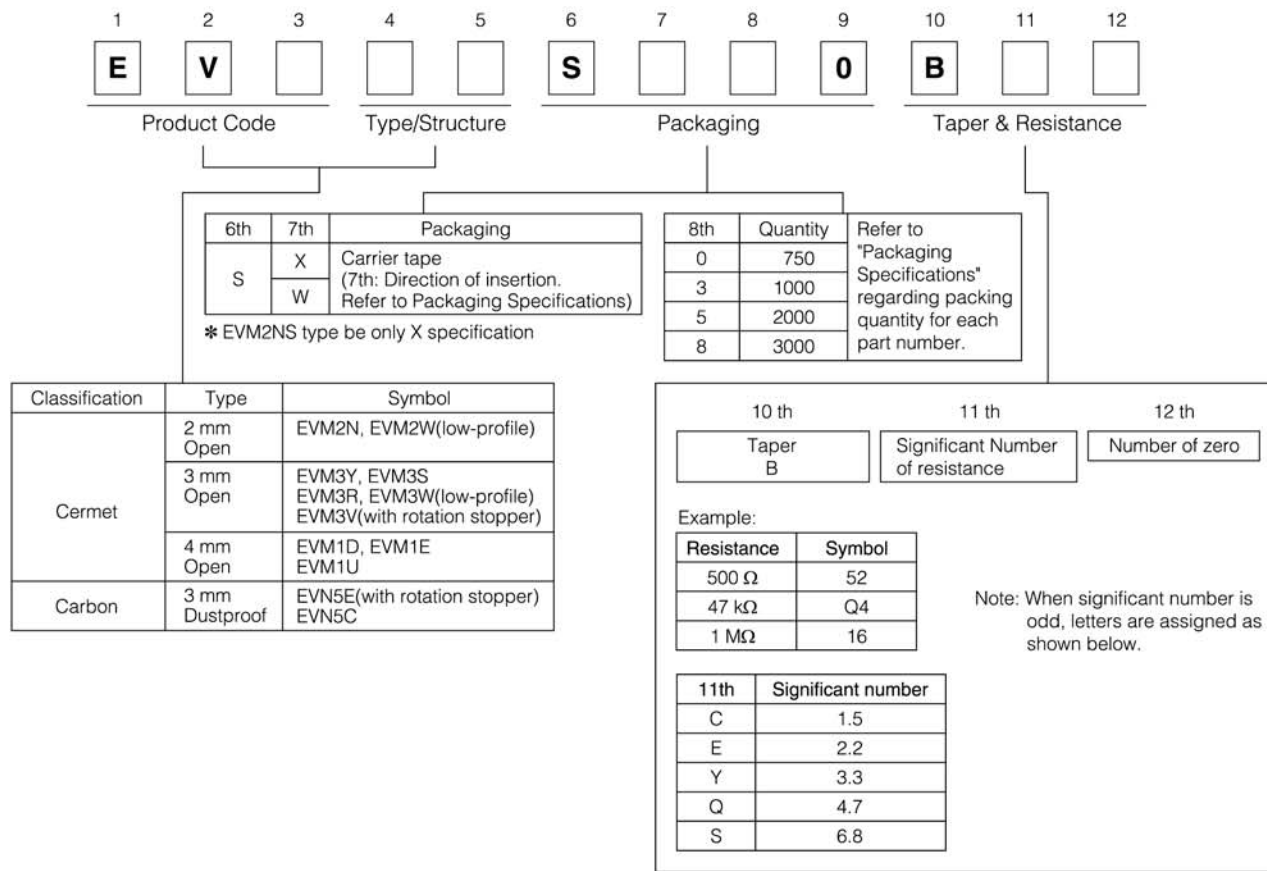 1 2 3 4 5 6 7 8 9 10 11 12
E V S 0 B
Product Code Type/Structure Packaging Taper & Resistance
6th 7th Packaging
S X Carrier tape
(7th: Direction of insertion.
W Refer to Packaging Specifications)
✽ EVM2NS type be only X specification
8th Quantity Refer to
0 750 "Packaging
3 1000 Specifications"
5 2000 regarding packing
8 3000 quantity for each
part number.
Classification Type Symbol
Cermet
2 mm EVM2N, EVM2W(low-profile)
Open
3 mm EVM3Y, EVM3S
Open EVM3R, EVM3W(low-profile)
EVM3V(with rotation stopper)
4 mm EVM1D, EVM1E
Open EVM1U
Carbon
3 mm EVN5E(with rotation stopper)
Dustproof EVN5C
10 th 11 th 12 th
Taper Significant Number Number of zero
B of resistance
Example:
Resistance Symbol
500 Ω 52
47 kΩ Q4
1 MΩ 16
Note: When significant number is
odd, letters are assigned as
shown below.
11th Significant number
C 1.5
E 2.2
Y 3.3
Q 4.7
S 6.8